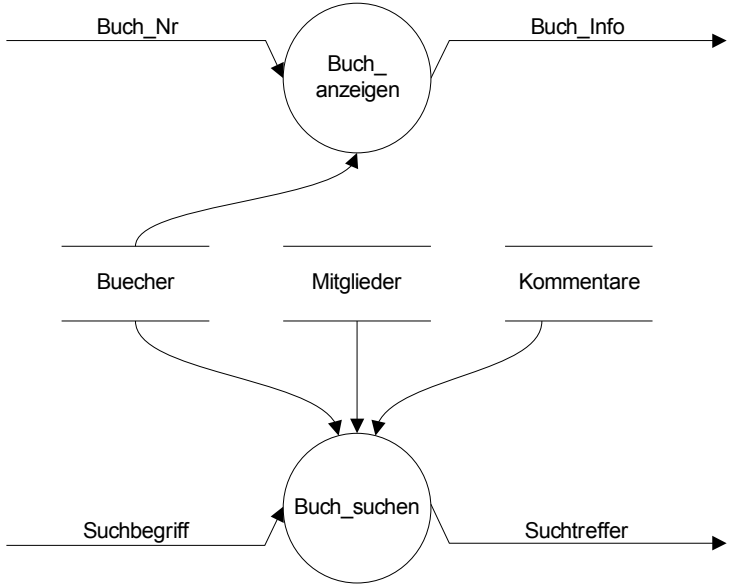 Buch_Nr
Buch_Info
Buch_
anzeigen
Buecher
Mitglieder
Kommentare
Buch_suchen
Suchbegriff
Suchtreffer